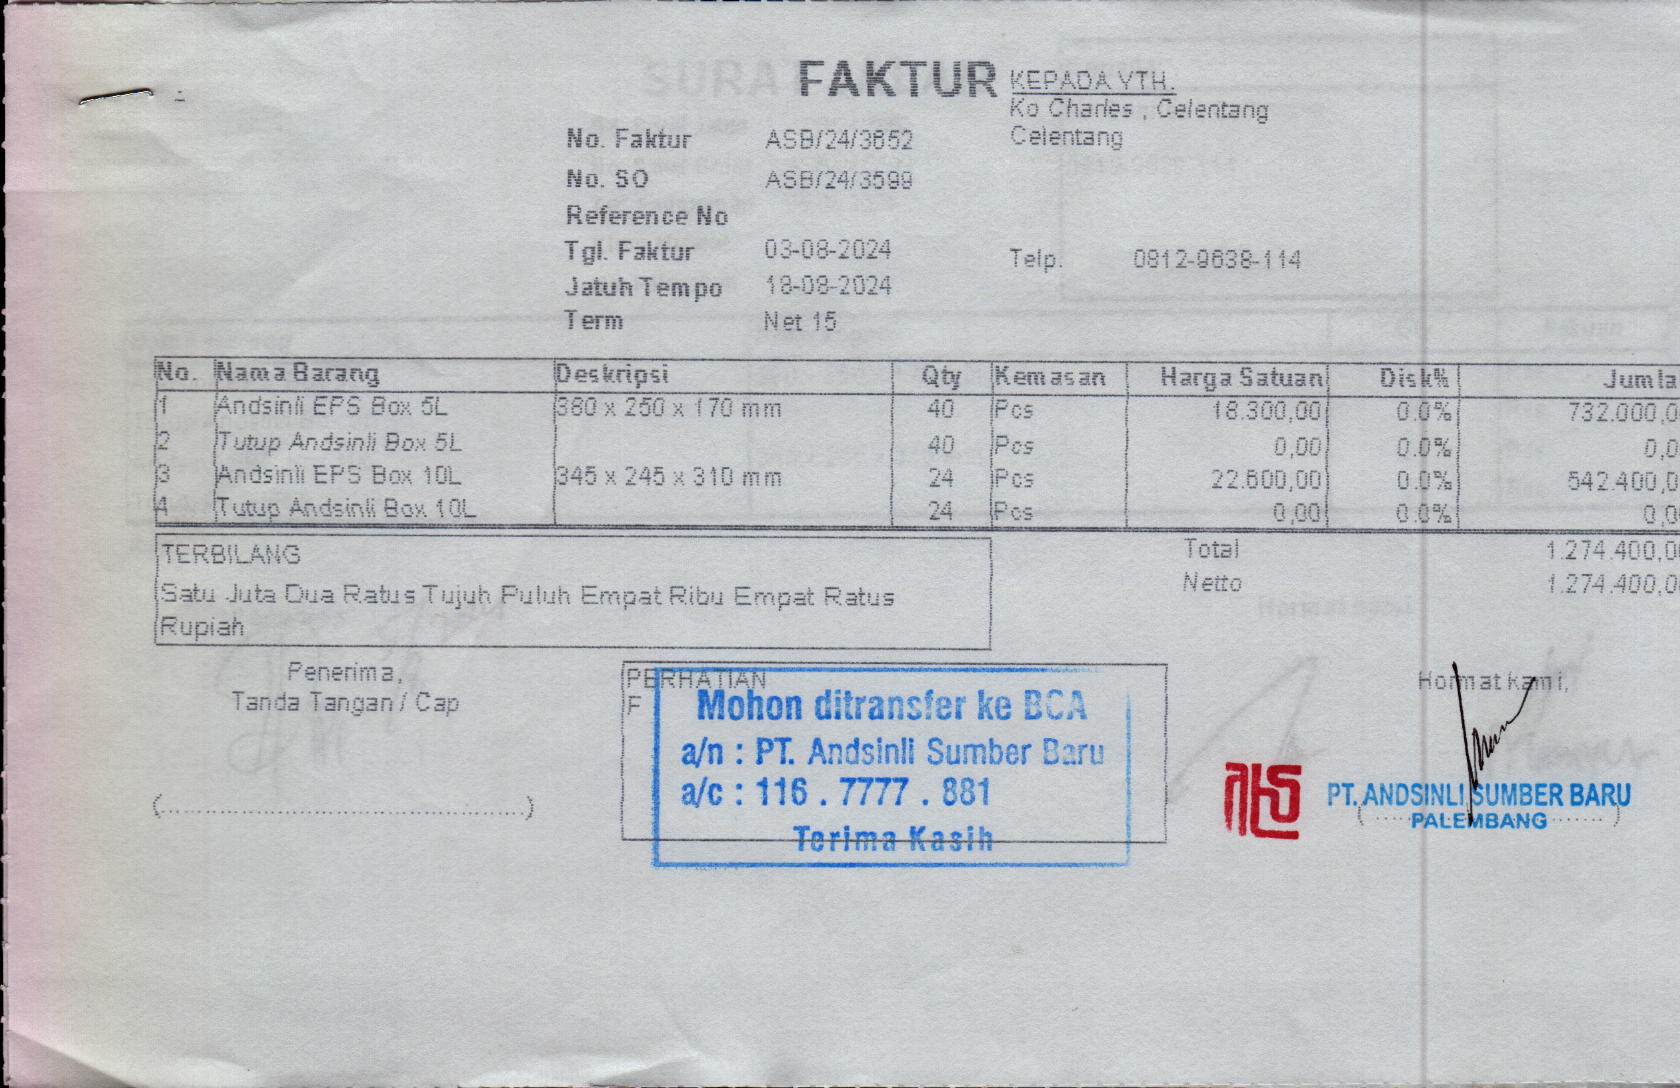 FAKTUR
KEPADA YTH.
Ko Charles , Celentang
Celentang
No. Faktur ASB/24/3652
No. SO ASB/24/3599
Reference No
Tgl. Faktur 03-08-2024
Telp. 0812-9638-114
Jatuh Tempo 18-08-2024
Term Net 15
No. Nama Barang Deskripsi Qty Kemasan Harga Satuan Disk% Jumla
1 Andsinli EPS Box 5L 380 x 250 x 170 mm 40 Pcs 18.300,00 0.0% 732.000,0
2 Tutup Andsinli Box 5L 40 Pcs 0,00 0.0% 0,0
3 Andsinli EPS Box 10L 345 x 245 x 310 mm 24 Pcs 22.600,00 0.0% 542.400,0
4 Tutup Andsinli Box 10L 24 Pcs 0,00 0.0% 0,0
TERBILANG
Satu Juta Dua Ratus Tujuh Puluh Empat Ribu Empat Ratus
Rupiah
Total 1.274.400,0
Netto 1.274.400,0
Penerima,
Tanda Tangan / Cap
PERHATIAN
F
Mohon ditransfer ke BCA
a/n : PT. Andsinli Sumber Baru
a/c : 116 . 7777 . 881
Terima Kasih
Hormat kami,
PT. ANDSINLI SUMBER BARU
PALEMBANG